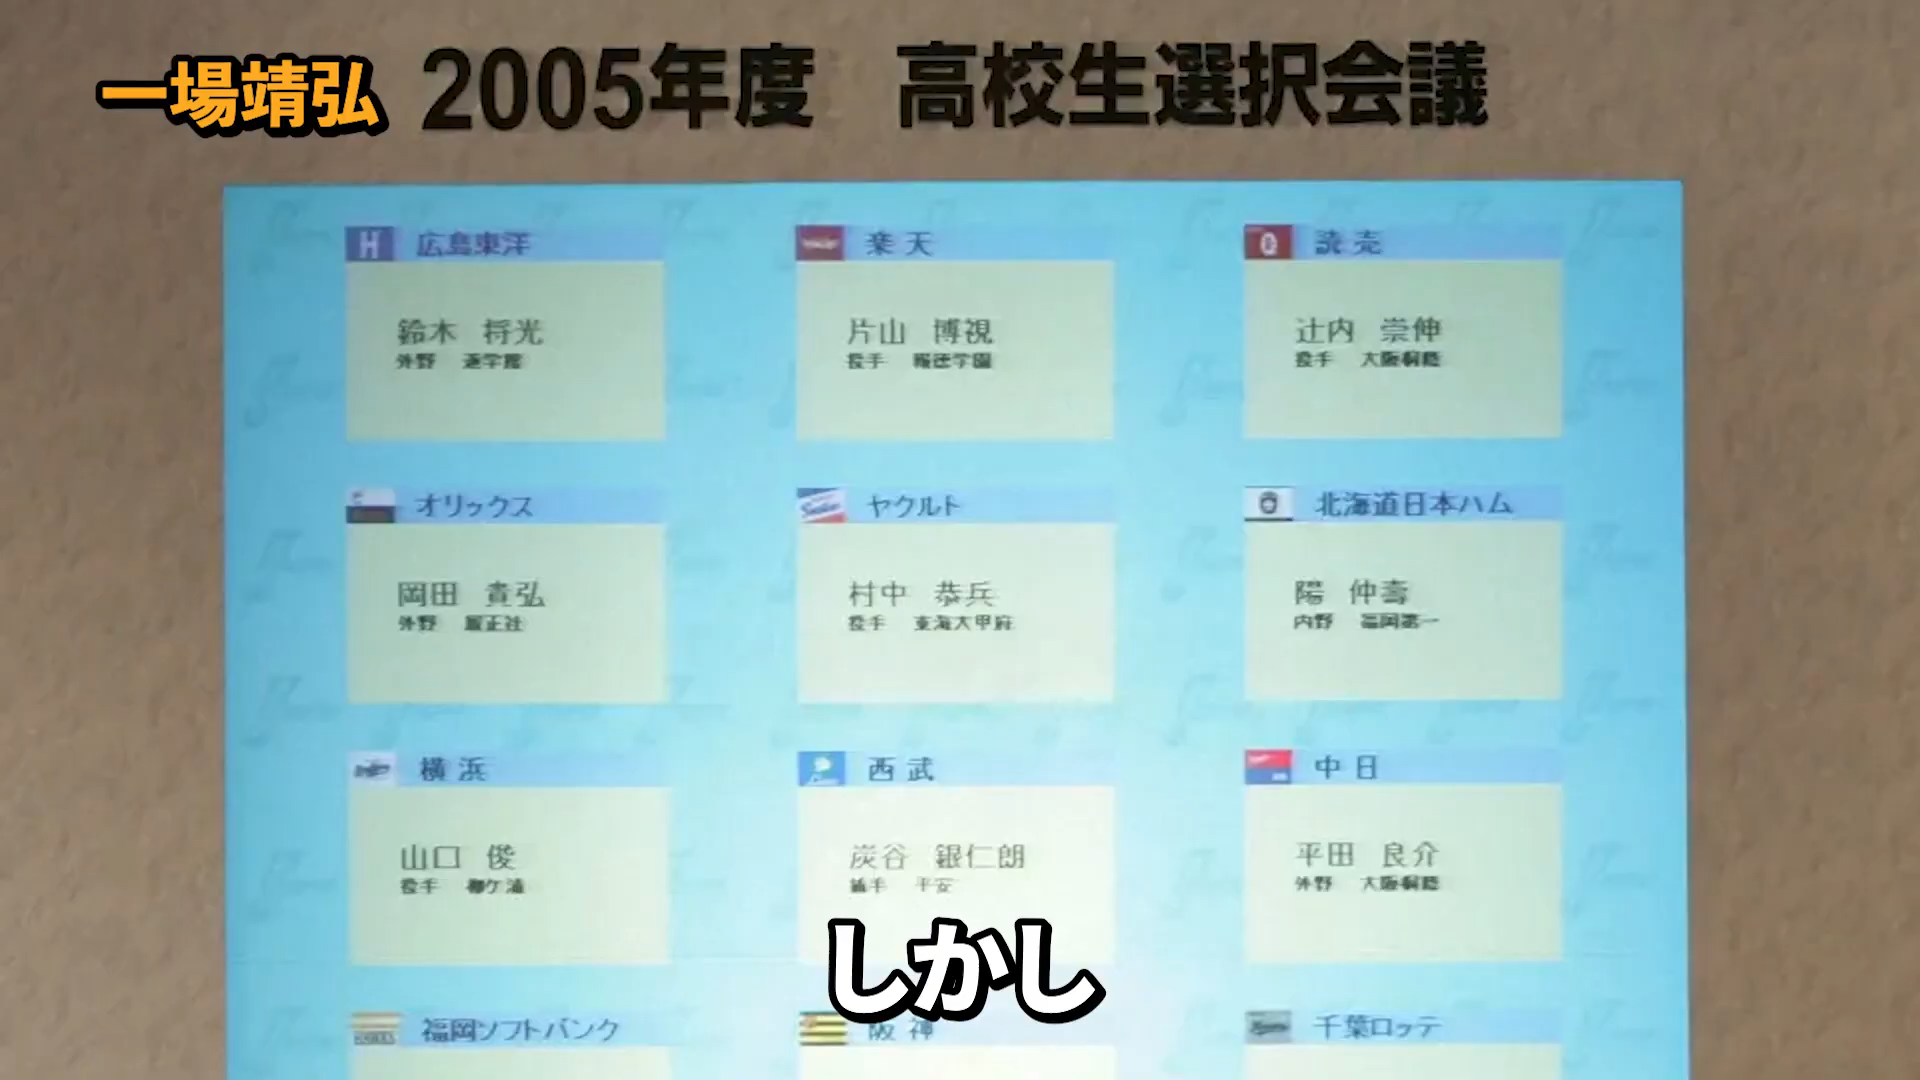 一場靖弘
2005年度 高校生選択会議
広島東洋
鈴木 将光
外野 遊学館
楽天
片山 博視
投手 報徳学園
読売
辻内 崇伸
投手 大阪桐蔭
オリックス
岡田 貴弘
外野 履正社
ヤクルト
村中 恭兵
投手 東海大甲府
北海道日本ハム
陽 仲壽
内野 福岡第一
横浜
山口 俊
投手 柳ケ浦
西武
炭谷 銀仁朗
捕手 平安
中日
平田 良介
外野 大阪桐蔭
しかし
福岡ソフトバンク
阪神
千葉ロッテ